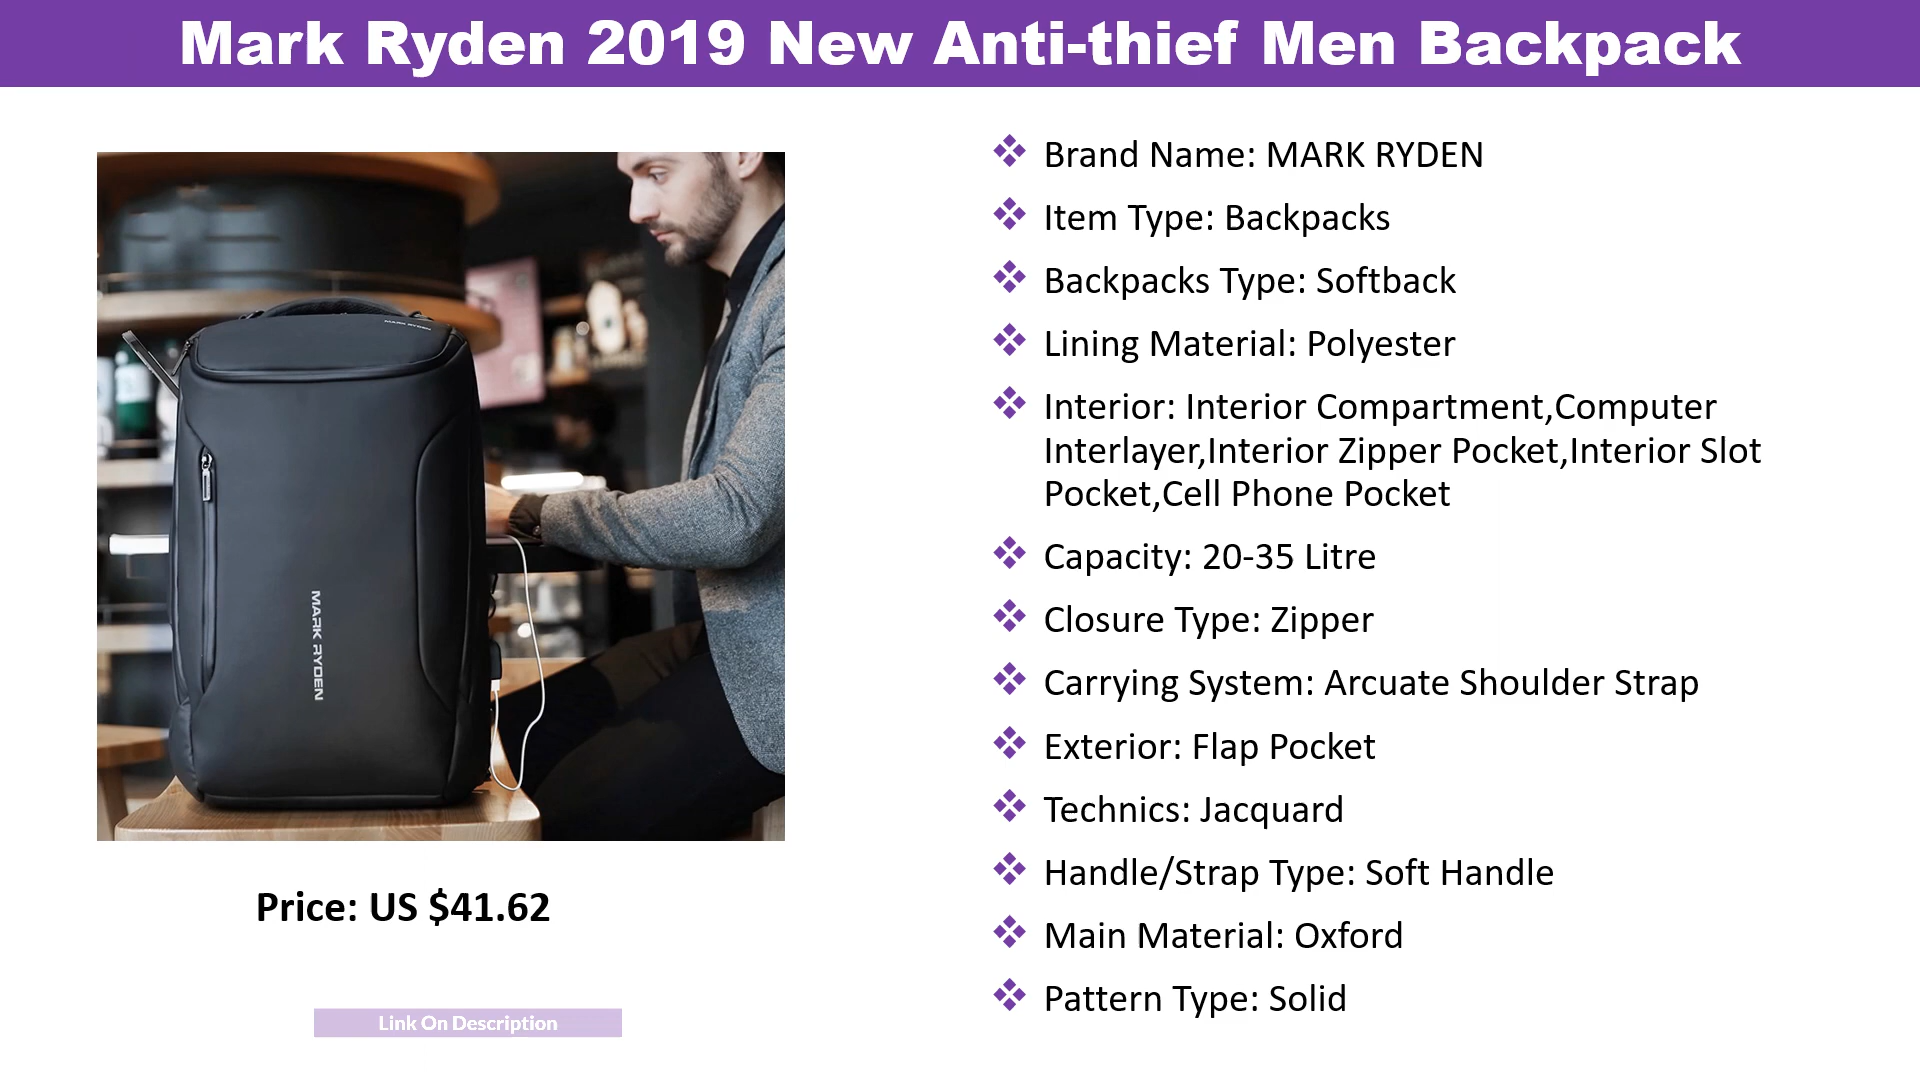 Mark Ryden 2019 New Anti-thief Men Backpack
MARK RYDEN
MARK RYDEN
Price: US $41.62
Link On Description
Brand Name: MARK RYDEN
Item Type: Backpacks
Backpacks Type: Softback
Lining Material: Polyester
Interior: Interior Compartment,Computer
Interlayer,Interior Zipper Pocket,Interior Slot
Pocket,Cell Phone Pocket
Capacity: 20-35 Litre
Closure Type: Zipper
Carrying System: Arcuate Shoulder Strap
Exterior: Flap Pocket
Technics: Jacquard
Handle/Strap Type: Soft Handle
Main Material: Oxford
Pattern Type: Solid